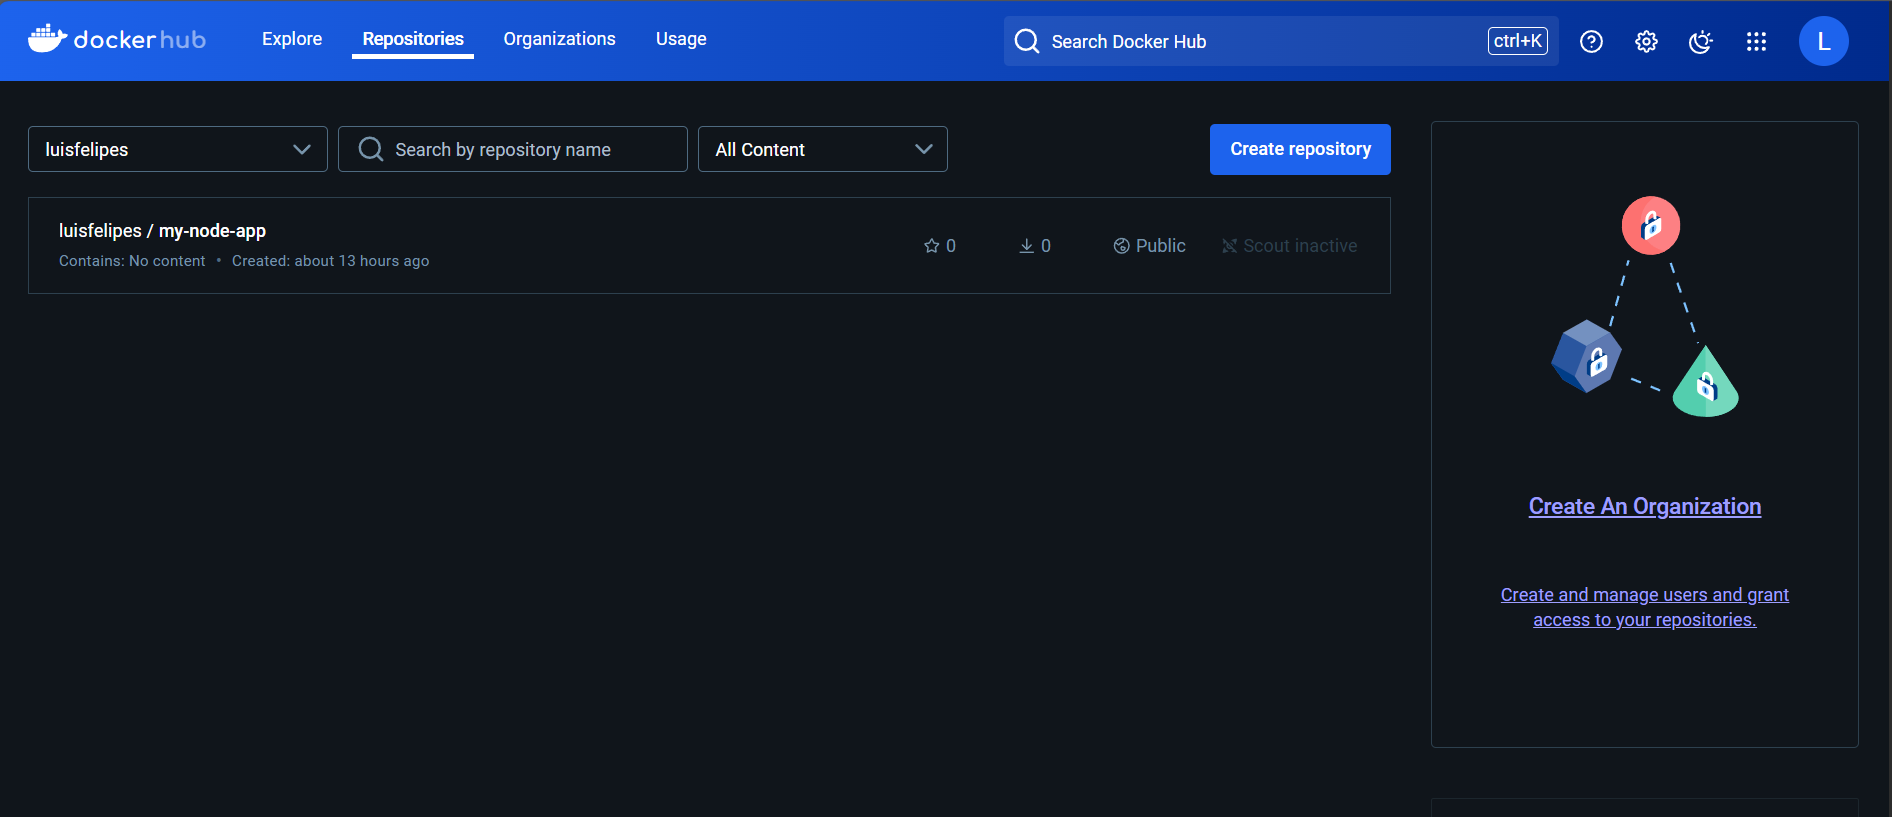 docker hub
Explore
Repositories
Organizations
Usage
Search Docker Hub
ctrl+K
L
luisfelipes
Search by repository name
All Content
Create repository
luisfelipes / my-node-app
Contains: No content • Created: about 13 hours ago
0
0
Public
Scout inactive
Create An Organization
Create and manage users and grant
access to your repositories.